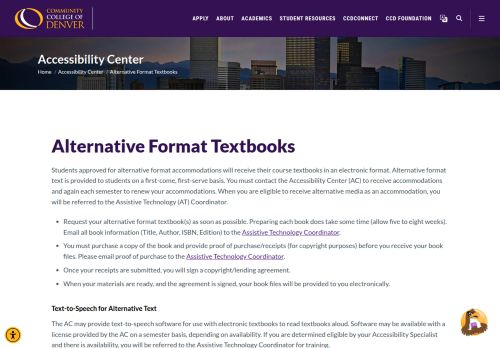 COMMUNITY
COLLEGE OF
DENVER
APPLY ABOUT ACADEMICS STUDENT RESOURCES CCDCONNECT CCD FOUNDATION
Accessibility Center
Home / Accessibility Center / Alternative Format Textbooks
Alternative Format Textbooks
Students approved for alternative format accommodations will receive their course textbooks in an electronic format. Alternative format
text is provided to students on a first-come, first-serve basis. You must contact the Accessibility Center (AC) to receive accommodations
and again each semester to renew your accommodations. When you are eligible to receive alternative media as an accommodation, you
will be referred to the Assistive Technology (AT) Coordinator.
• Request your alternative format textbook(s) as soon as possible. Preparing each book does take some time (allow five to eight weeks).
Email all book information (Title, Author, ISBN, Edition) to the Assistive Technology Coordinator.
• You must purchase a copy of the book and provide proof of purchase/receipts (for copyright purposes) before you receive your book
files. Please email proof of purchase to the Assistive Technology Coordinator.
• Once your receipts are submitted, you will sign a copyright/lending agreement.
• When your materials are ready, and the agreement is signed, your book files will be provided to you electronically.
Text-to-Speech for Alternative Text
The AC may provide text-to-speech software for use with electronic textbooks to read textbooks aloud. Software may be available with a
license provided by the AC on a semester basis, depending on availability. If you are determined eligible by your Accessibility Specialist
and there is availability, you will be referred to the Assistive Technology Coordinator for training.